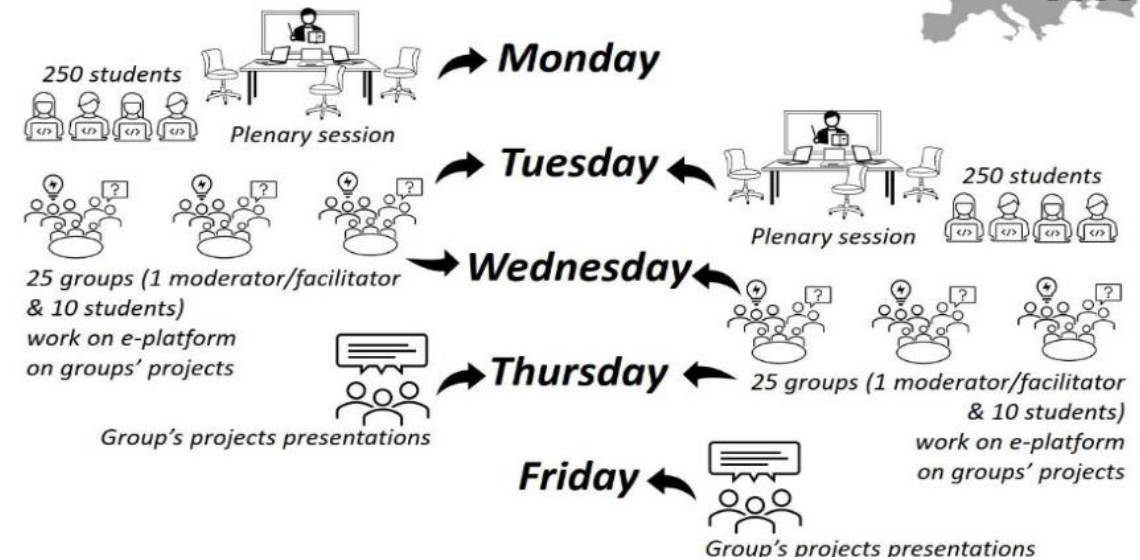 Monday
250 students
Plenary session
Tuesday
250 students
Plenary session
Wednesday
25 groups (1 moderator/facilitator
& 10 students)
work on e-platform
on groups' projects
Thursday
25 groups (1 moderator/facilitator
& 10 students)
work on e-platform
on groups' projects
Group's projects presentations
Friday
Group's projects presentations